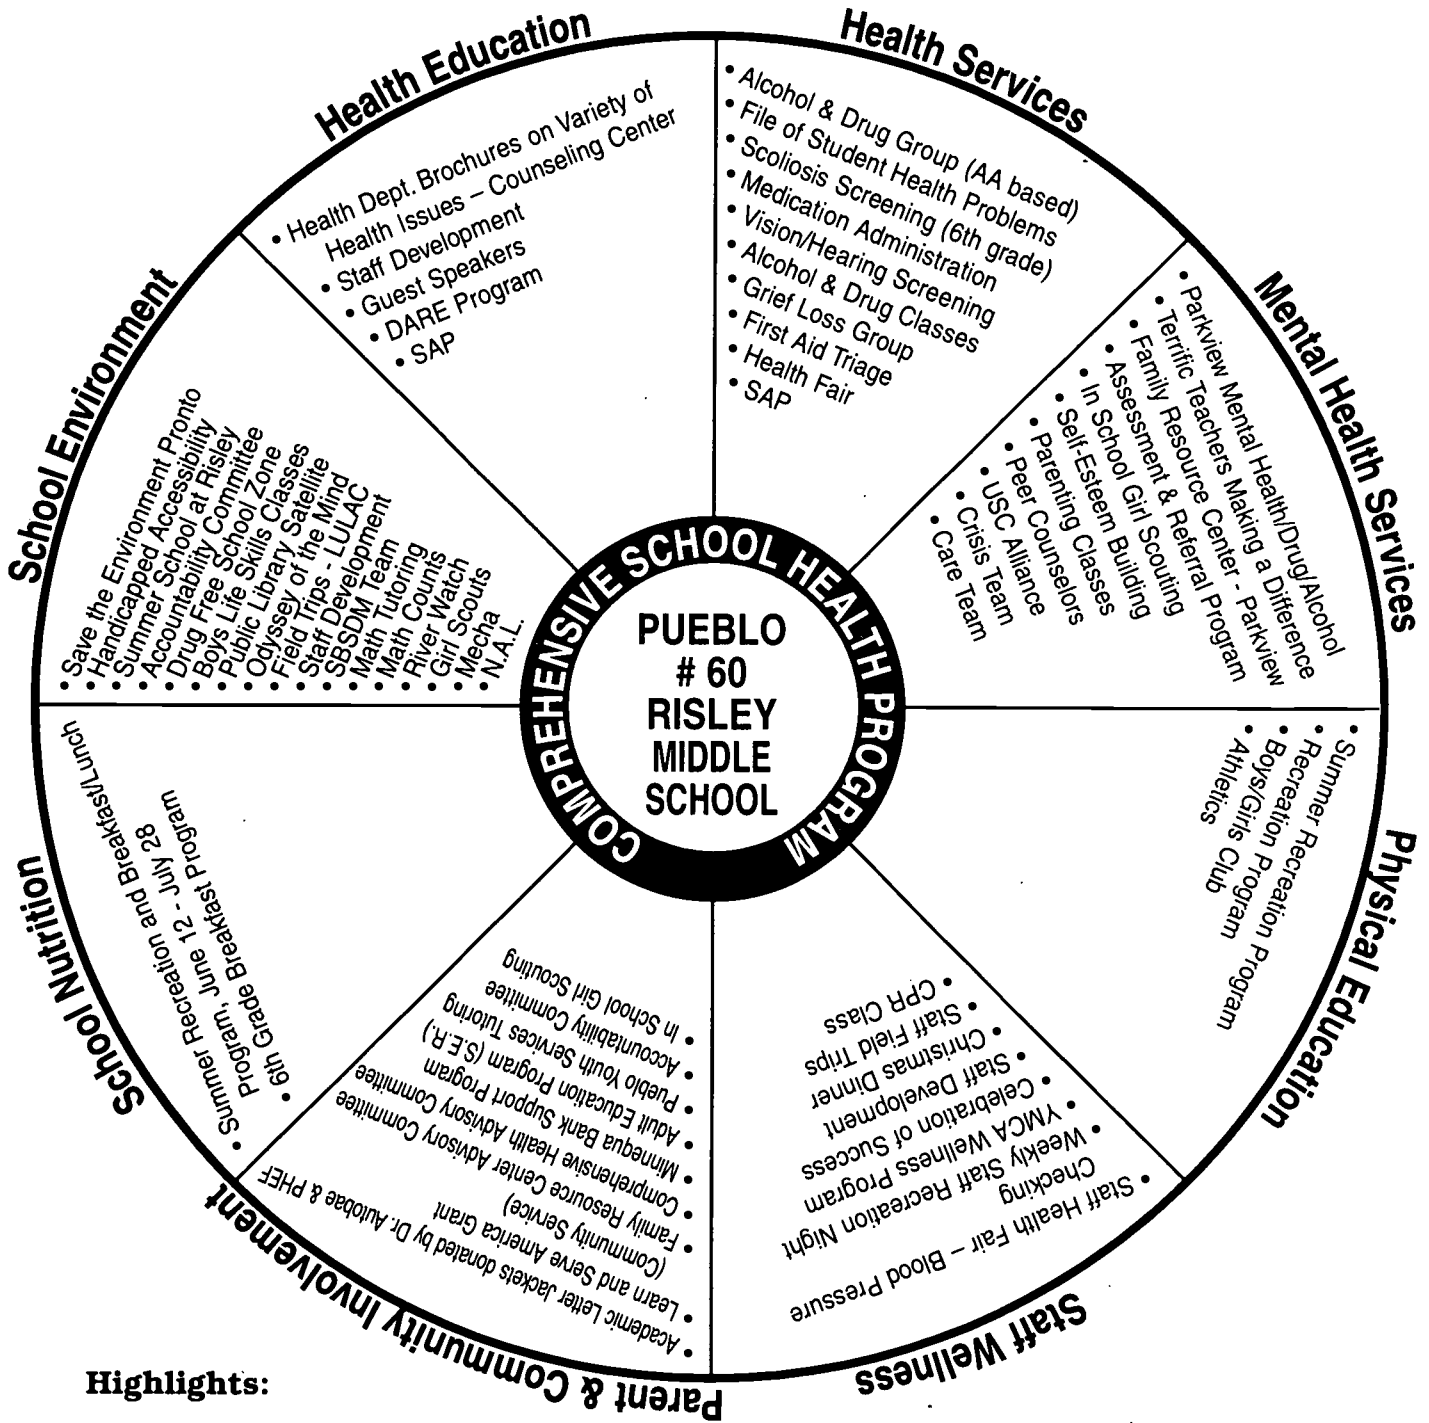 Health Education
• Health Dept. Brochures on Variety of
Health Issues – Counseling Center
• Staff Development
• Guest Speakers
• DARE Program
• SAP
Health Services
• Alcohol & Drug Group (AA based)
• File of Student Health Problems
• Scoliosis Screening (6th grade)
• Medication Administration
• Vision/Hearing Screening
• Alcohol & Drug Classes
• Grief Loss Group
• First Aid Triage
• Health Fair
• SAP
Mental Health Services
• Parkview Mental Health/Drug/Alcohol
• Terrific Teachers Making a Difference
• Family Resource Center - Parkview
• Assessment & Referral Program
• In School Girl Scouting
• Self-Esteem Building
• Parenting Classes
• Peer Counselors
• USC Alliance
• Crisis Team
• Care Team
Physical Education
• Summer Recreation Program
• Recreation Program
• Boys/Girls Club
• Athletics
Staff Wellness
• Staff Health Fair – Blood Pressure
Checking
• Weekly Staff Recreation Night
• YMCA Wellness Program
• Celebration of Success
• Staff Development
• Christmas Dinner
• Staff Field Trips
• CPR Class
Parent & Community Involvement
• Academic Letter Jackets donated by Dr. Autobae & PHEF
• Learn and Serve America Grant
(Community Service)
• Family Resource Center Advisory Committee
• Comprehensive Health Advisory Committee
• Minnequa Bank Support Program
• Adult Education Program (S.E.R.)
• Pueblo Youth Services Tutoring
• Accountability Committee
• In School Girl Scouting
School Nutrition
• Summer Recreation and Breakfast/Lunch
Program, June 12 - July 28
• 6th Grade Breakfast Program
School Environment
• Save the Environment Pronto
• Handicapped Accessibility
• Summer School at Risley
• Accountability Committee
• Drug Free School Zone
• Boys Life Skills Classes
• Public Library Satellite
• Odyssey of the Mind
• Field Trips - LULAC
• Staff Development
• SBSDM Team
• Math Tutoring
• Math Counts
• River Watch
• Girl Scouts
• Mecha
• N.A.L.
COMPREHENSIVE SCHOOL HEALTH PROGRAM
PUEBLO
# 60
RISLEY
MIDDLE
SCHOOL
Highlights: